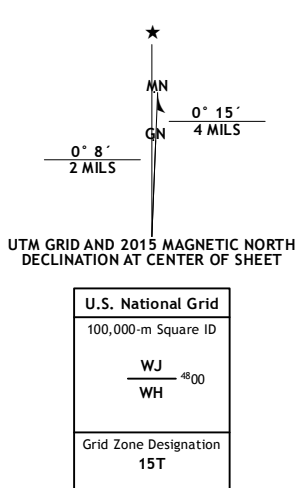 ★
MN
0° 15´
4 MILS
GN
0° 8´
2 MILS
UTM GRID AND 2015 MAGNETIC NORTH
DECLINATION AT CENTER OF SHEET
U.S. National Grid
100,000-m Square ID
WJ
4800
WH
Grid Zone Designation
15T